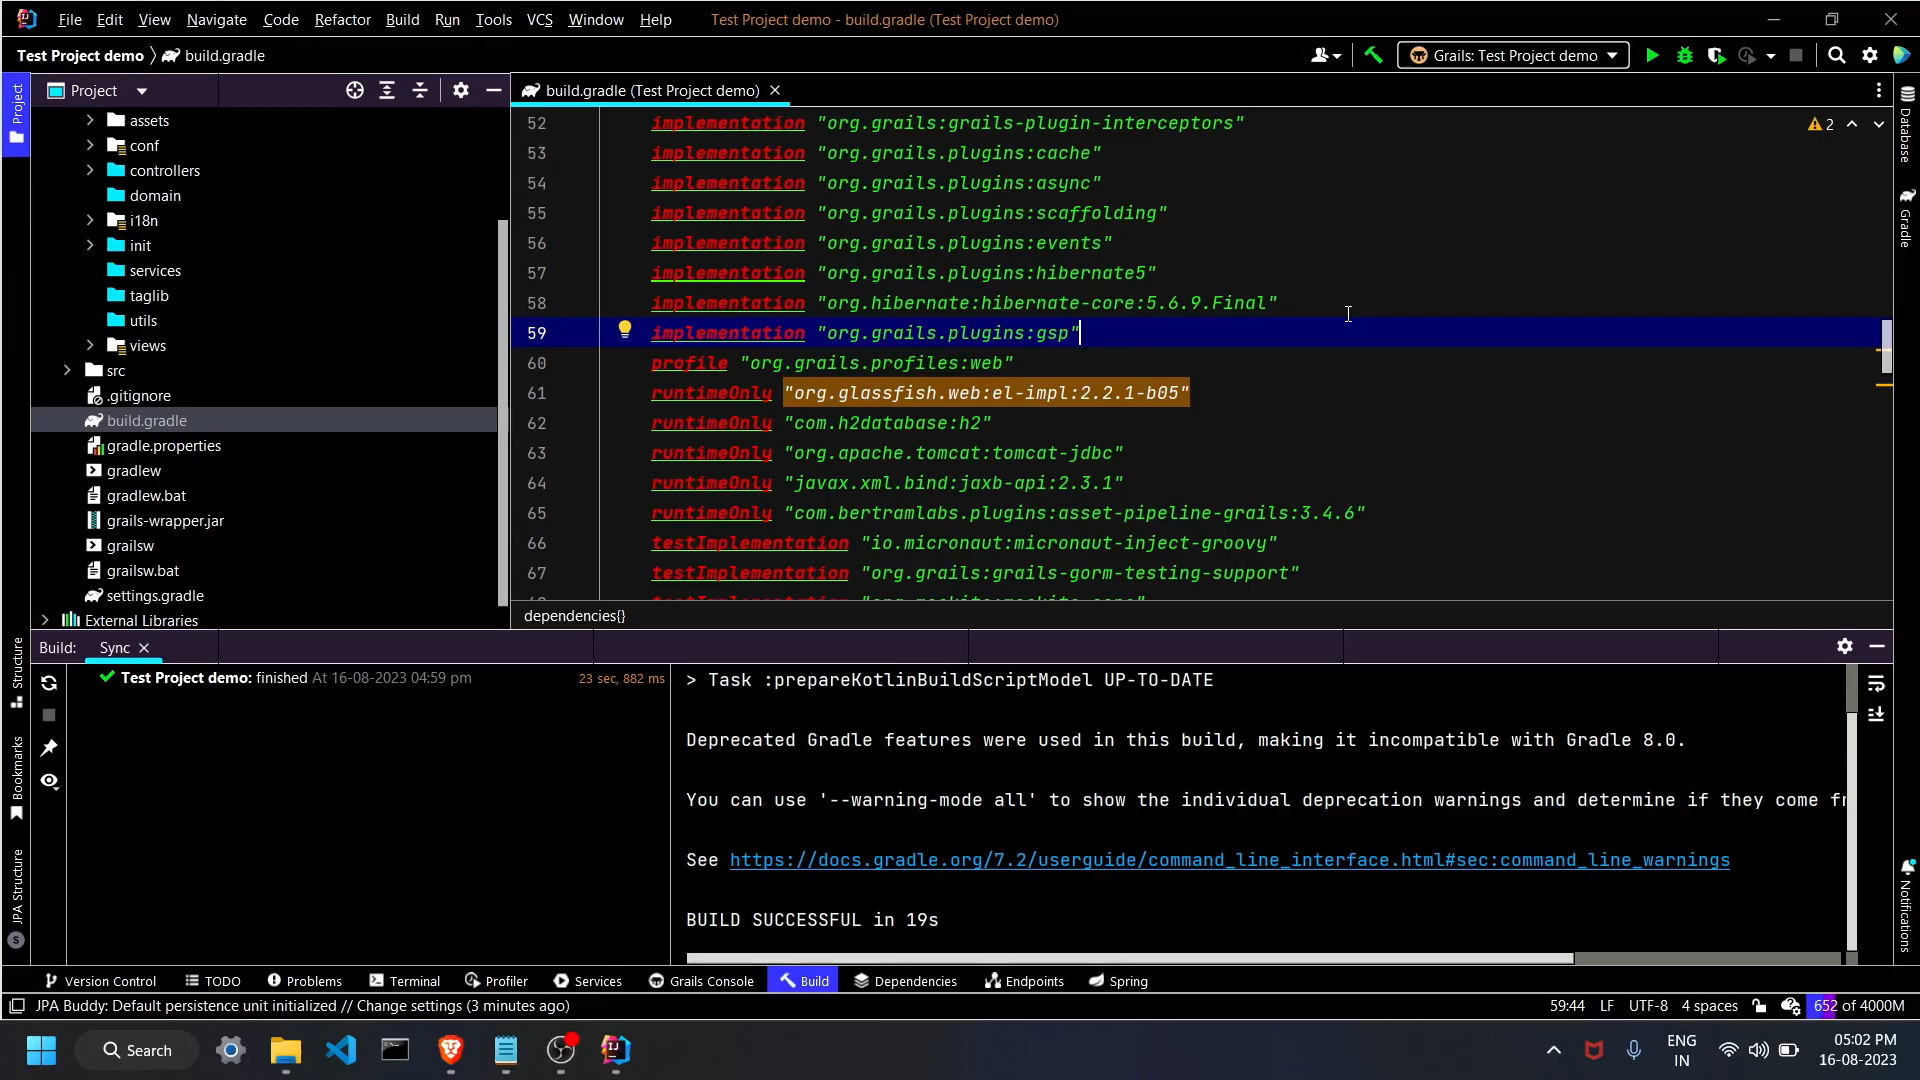 File Edit View Navigate Code Refactor Build Run Tools VCS Window Help Test Project demo - build.gradle (Test Project demo)
Test Project demo build.gradle Grails: Test Project demo
Project
build.gradle (Test Project demo)
Project
assets
conf
controllers
domain
i18n
init
services
taglib
utils
views
src
.gitignore
build.gradle
gradle.properties
gradlew
gradlew.bat
grails-wrapper.jar
grailsw
grailsw.bat
settings.gradle
External Libraries
52 implementation "org.grails:grails-plugin-interceptors"
53 implementation "org.grails.plugins:cache"
54 implementation "org.grails.plugins:async"
55 implementation "org.grails.plugins:scaffolding"
56 implementation "org.grails.plugins:events"
57 implementation "org.grails.plugins:hibernate5"
58 implementation "org.hibernate:hibernate-core:5.6.9.Final"
59 implementation "org.grails.plugins:gsp"
60 profile "org.grails.profiles:web"
61 runtimeOnly "org.glassfish.web:el-impl:2.2.1-b05"
62 runtimeOnly "com.h2database:h2"
63 runtimeOnly "org.apache.tomcat:tomcat-jdbc"
64 runtimeOnly "javax.xml.bind:jaxb-api:2.3.1"
65 runtimeOnly "com.bertramlabs.plugins:asset-pipeline-grails:3.4.6"
66 testImplementation "io.micronaut:micronaut-inject-groovy"
67 testImplementation "org.grails:grails-gorm-testing-support"
2
Database
Gradle
Notifications
dependencies{}
Structure
Bookmarks
JPA Structure
Build: Sync
Test Project demo: finished At 16-08-2023 04:59 pm 23 sec, 882 ms
> Task :prepareKotlinBuildScriptModel UP-TO-DATE
Deprecated Gradle features were used in this build, making it incompatible with Gradle 8.0.
You can use '--warning-mode all' to show the individual deprecation warnings and determine if they come
See https://docs.gradle.org/7.2/userguide/command_line_interface.html#sec:command_line_warnings
BUILD SUCCESSFUL in 19s
Version Control TODO Problems Terminal Profiler Services Grails Console Build Dependencies Endpoints Spring
JPA Buddy: Default persistence unit initialized // Change settings (3 minutes ago) 59:44 LF UTF-8 4 spaces 652 of 4000M
Search
ENG
IN
05:02 PM
16-08-2023